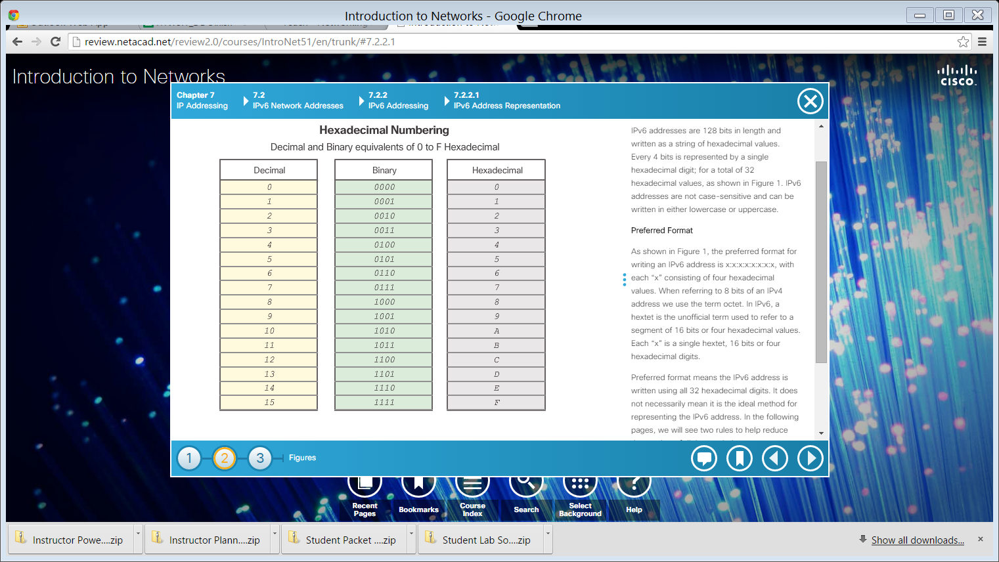 Introduction to Networks - Google Chrome
review.netacad.net/review2.0/courses/IntroNet51/en/trunk/#7.2.2.1
Introduction to Networks
CISCO.
Chapter 7
IP Addressing
7.2
IPv6 Network Addresses
7.2.2
IPv6 Addressing
7.2.2.1
IPv6 Address Representation
Hexadecimal Numbering
Decimal and Binary equivalents of 0 to F Hexadecimal
Decimal Binary Hexadecimal
0 0000 0
1 0001 1
2 0010 2
3 0011 3
4 0100 4
5 0101 5
6 0110 6
7 0111 7
8 1000 8
9 1001 9
10 1010 A
11 1011 B
12 1100 C
13 1101 D
14 1110 E
15 1111 F
IPv6 addresses are 128 bits in length and
written as a string of hexadecimal values.
Every 4 bits is represented by a single
hexadecimal digit; for a total of 32
hexadecimal values, as shown in Figure 1. IPv6
addresses are not case-sensitive and can be
written in either lowercase or uppercase.
Preferred Format
As shown in Figure 1, the preferred format for
writing an IPv6 address is x:x:x:x:x:x:x:x, with
each “x” consisting of four hexadecimal
values. When referring to 8 bits of an IPv4
address we use the term octet. In IPv6, a
hextet is the unofficial term used to refer to a
segment of 16 bits or four hexadecimal values.
Each “x” is a single hextet, 16 bits or four
hexadecimal digits.
Preferred format means the IPv6 address is
written using all 32 hexadecimal digits. It does
not necessarily mean it is the ideal method for
representing the IPv6 address. In the following
pages, we will see two rules to help reduce
1 2 3 Figures
Recent
Pages
Bookmarks
Course
Index
Search
Select
Background
Help
Instructor Powe....zip
Instructor Plann....zip
Student Packet ....zip
Student Lab So....zip
Show all downloads...